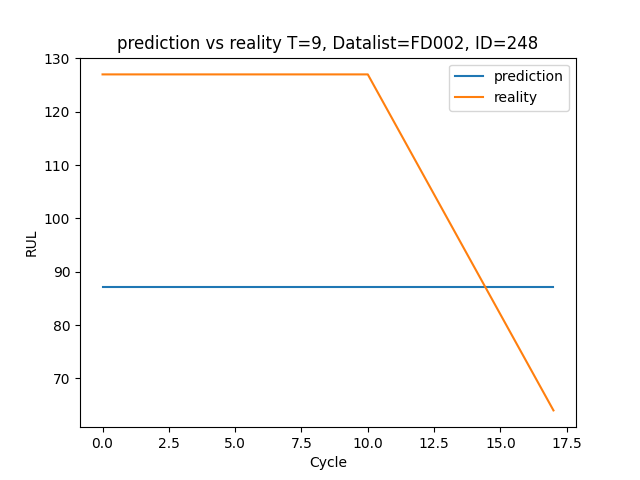 prediction vs reality T=9, Datalist=FD002, ID=248
prediction
reality
130
120
110
100
90
80
70
RUL
0.0 2.5 5.0 7.5 10.0 12.5 15.0 17.5
Cycle